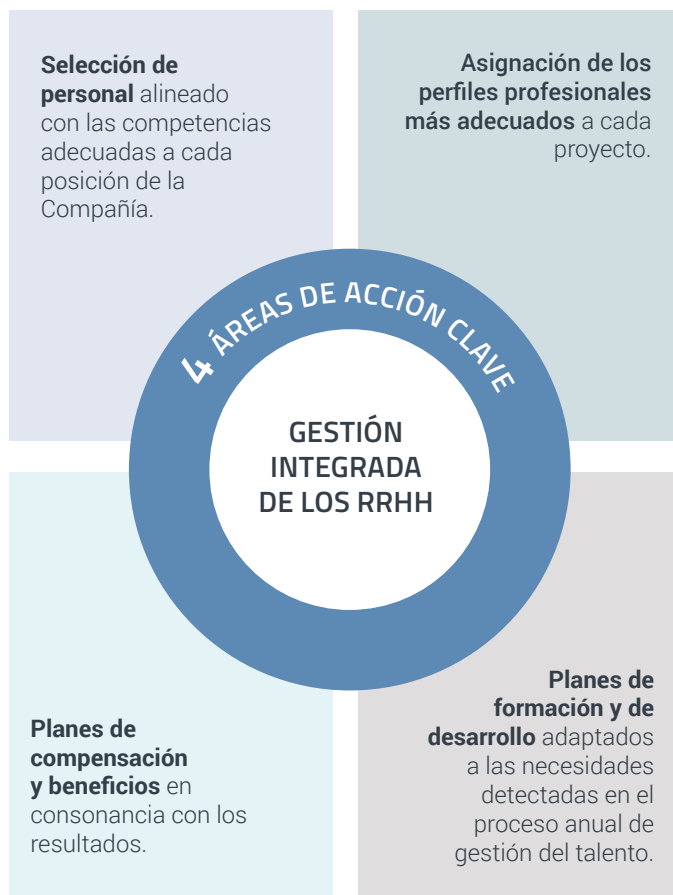 Selección de
personal alineado
con las competencias
adecuadas a cada
posición de la
Compañía.
Asignación de los
perfiles profesionales
más adecuados a cada
proyecto.
4 ÁREAS DE ACCIÓN CLAVE
GESTIÓN
INTEGRADA
DE LOS RRHH
Planes de
compensación
y beneficios en
consonancia con los
resultados.
Planes de
formación y de
desarrollo adaptados
a las necesidades
detectadas en el
proceso anual de
gestión del talento.